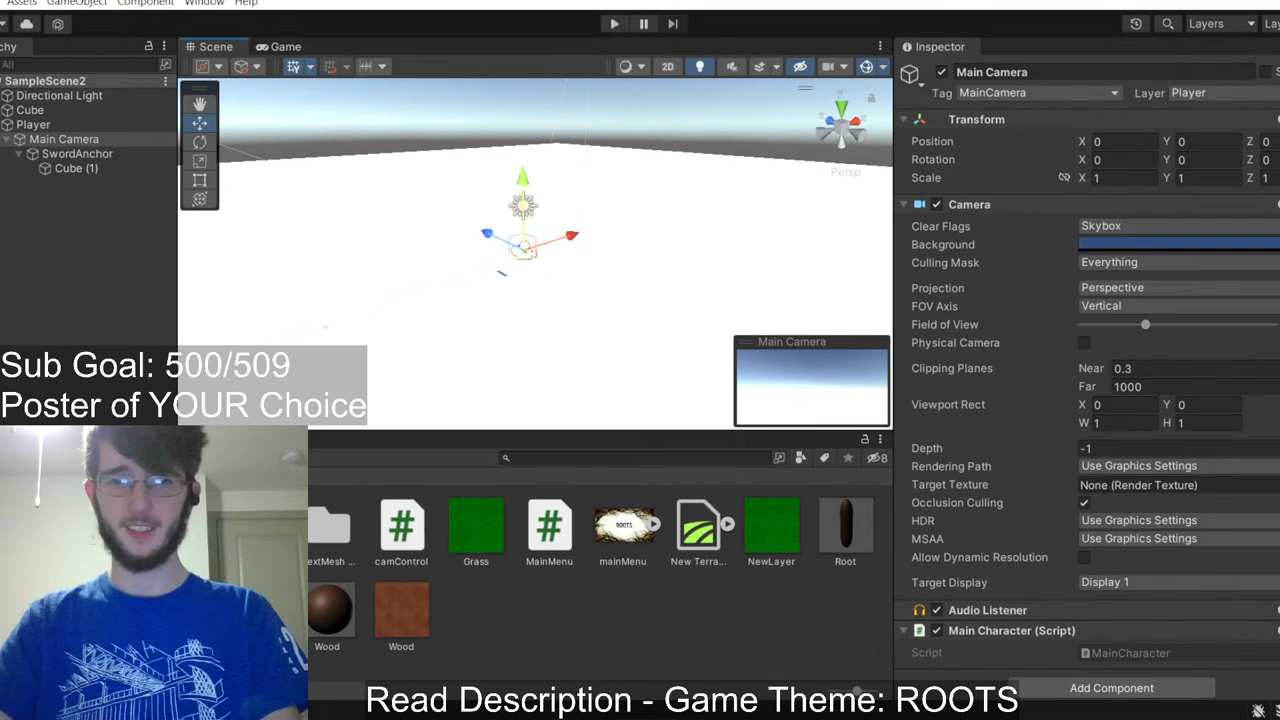 Assets GameObject Component Window Help
Layers
Scene
Game
Inspector
All
SampleScene2
Directional Light
Cube
Player
Main Camera
SwordAnchor
Cube (1)
2D
Persp
Main Camera
Main Camera
Tag MainCamera Layer Player
Transform
Position X 0 Y 0 Z 0
Rotation X 0 Y 0 Z 0
Scale X 1 Y 1 Z 1
Camera
Clear Flags Skybox
Background
Culling Mask Everything
Projection Perspective
FOV Axis Vertical
Field of View
Physical Camera
Clipping Planes Near 0.3
Far 1000
Viewport Rect X 0 Y 0
W 1 H 1
Depth -1
Rendering Path Use Graphics Settings
Target Texture None (Render Texture)
Occlusion Culling
HDR Use Graphics Settings
MSAA Use Graphics Settings
Allow Dynamic Resolution
Target Display Display 1
Audio Listener
Main Character (Script)
Script MainCharacter
Add Component
Sub Goal: 500/509
Poster of YOUR Choice
8
ROOTS
extMesh ... camControl Grass MainMenu mainMenu New Terra... NewLayer Root
Wood Wood
Read Description - Game Theme: ROOTS